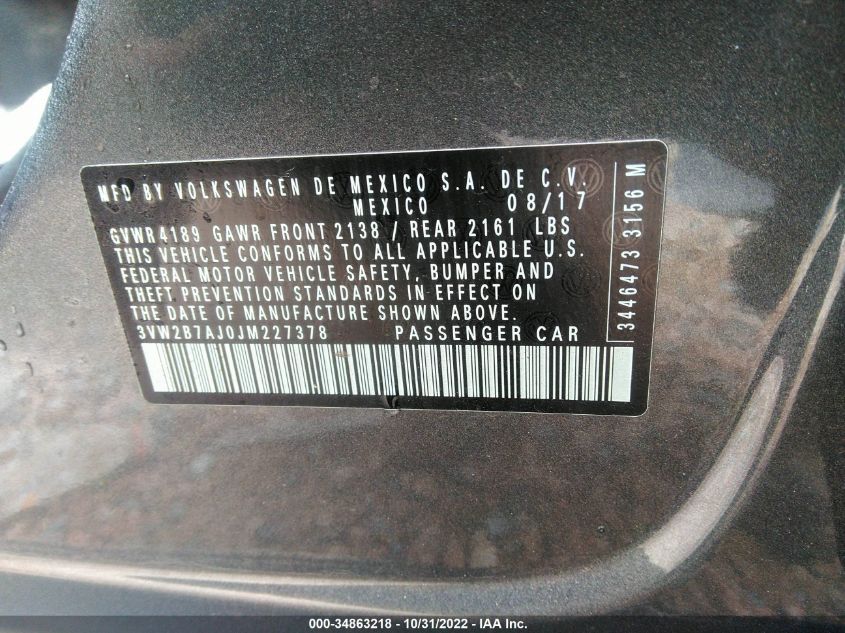 MFD BY VOLKSWAGEN DE MEXICO S.A. DE C.V.
MEXICO 08/17
GVWR4189 GAWR FRONT 2138 / REAR 2161 LBS
THIS VEHICLE CONFORMS TO ALL APPLICABLE U.S.
FEDERAL MOTOR VEHICLE SAFETY, BUMPER AND
THEFT PREVENTION STANDARDS IN EFFECT ON
THE DATE OF MANUFACTURE SHOWN ABOVE.
3VW2B7AJ0JM227378 PASSENGER CAR
3446473 3156 M
000-34863218 - 10/31/2022 - IAA Inc.